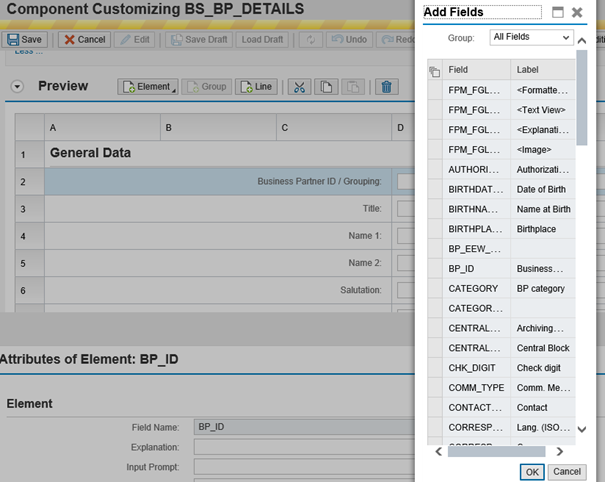 Component Customizing BS_BP_DETAILS
Save Cancel Edit Save Draft Load Draft Undo Redo
Less ...
Preview Element Group Line
A B C D
1 General Data
2 Business Partner ID / Grouping:
3 Title:
4 Name 1:
5 Name 2:
6 Salutation:
Attributes of Element: BP_ID
Element
Field Name: BP_ID
Explanation:
Input Prompt:
Add Fields
Group: All Fields
Field Label
FPM_FGL... <Formatte...
FPM_FGL... <Text View>
FPM_FGL... <Explanati...
FPM_FGL... <Image>
AUTHORI... Authorizati...
BIRTHDAT... Date of Birth
BIRTHNA... Name at Birth
BIRTHPLA... Birthplace
BP_EEW_...
BP_ID Business...
CATEGORY BP category
CATEGOR...
CENTRAL... Archiving...
CENTRAL... Central Block
CHK_DIGIT Check digit
COMM_TYPE Comm. Me...
CONTACT... Contact
CORRESP... Lang. (ISO...
OK Cancel